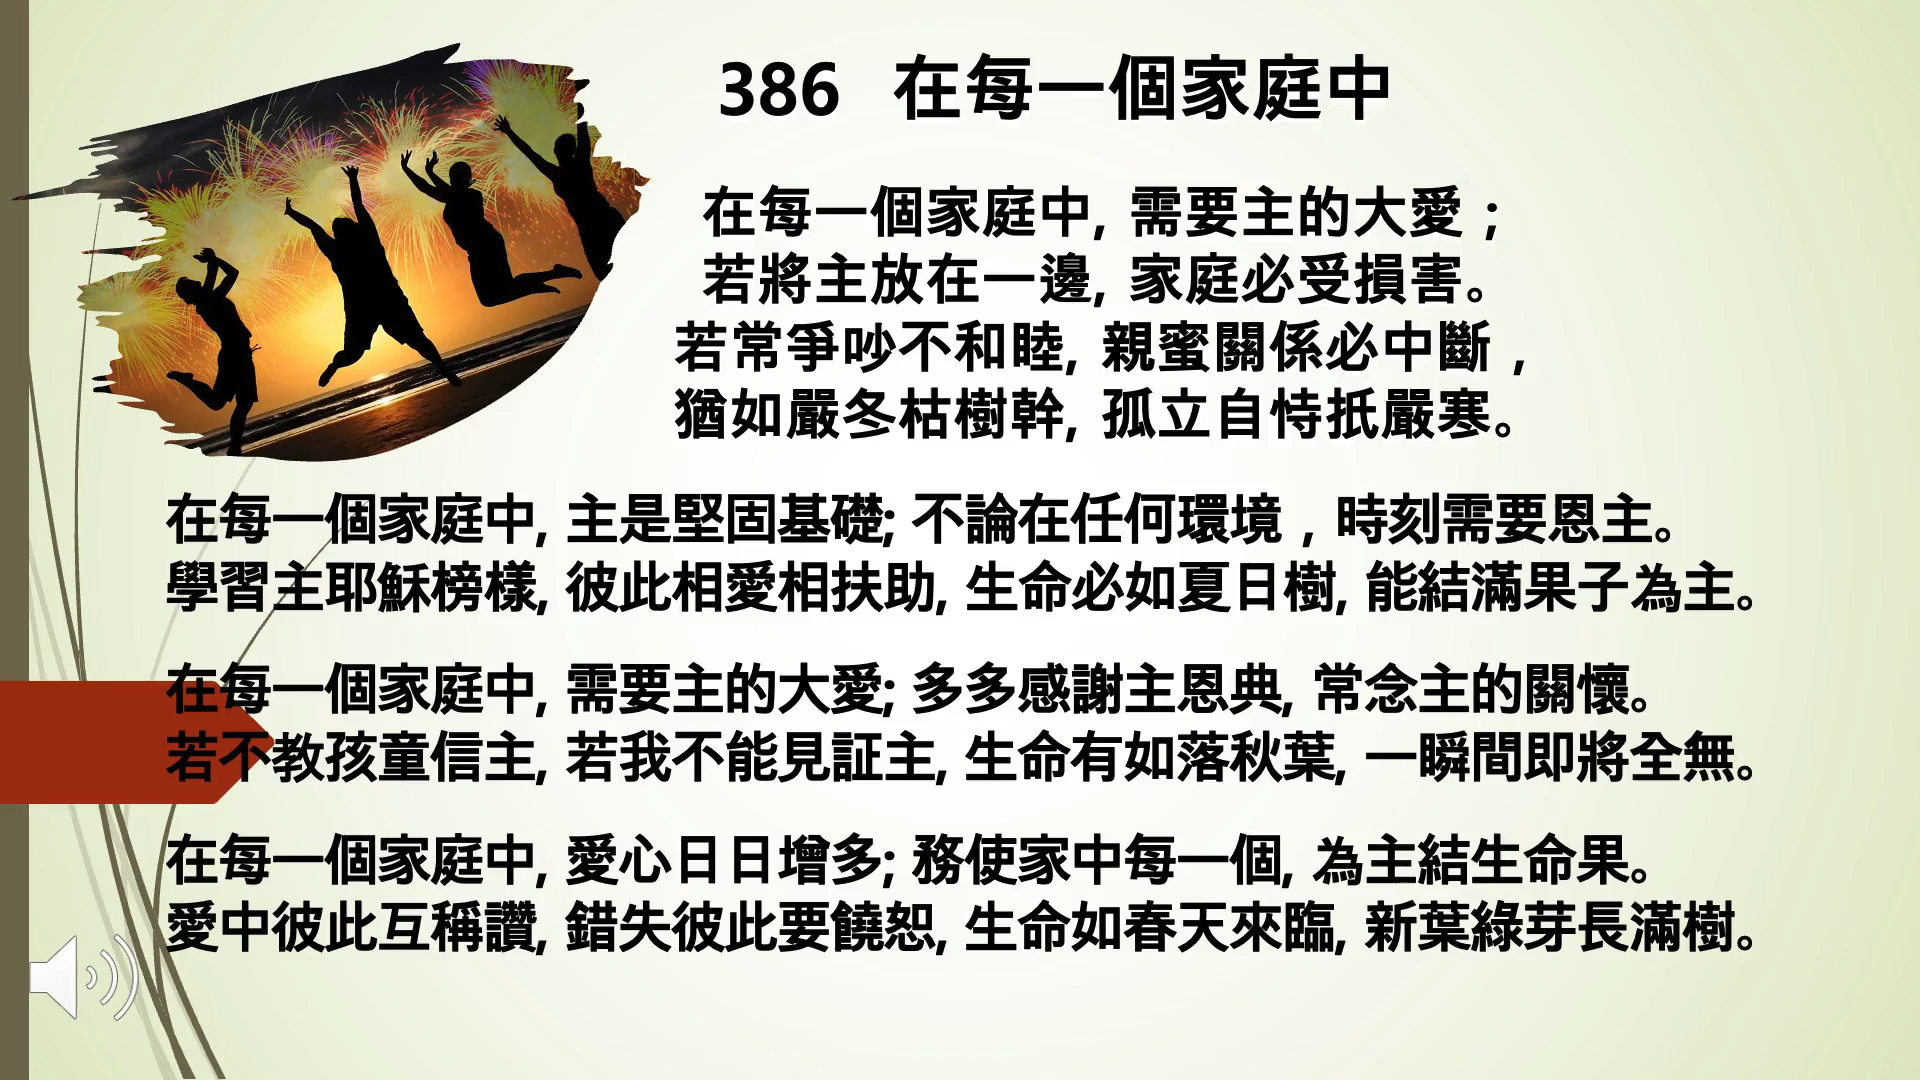 386 在每一個家庭中
在每一個家庭中, 需要主的大愛；
若將主放在一邊, 家庭必受損害。
若常爭吵不和睦, 親蜜關係必中斷，
猶如嚴冬枯樹幹, 孤立自恃抵嚴寒。
在每一個家庭中, 主是堅固基礎; 不論在任何環境，時刻需要恩主。
學習主耶穌榜樣, 彼此相愛相扶助, 生命必如夏日樹, 能結滿果子為主。
在每一個家庭中, 需要主的大愛; 多多感謝主恩典, 常念主的關懷。
若不教孩童信主, 若我不能見証主, 生命有如落秋葉, 一瞬間即將全無。
在每一個家庭中, 愛心日日增多; 務使家中每一個, 為主結生命果。
愛中彼此互稱讚, 錯失彼此要饒恕, 生命如春天來臨, 新葉綠芽長滿樹。